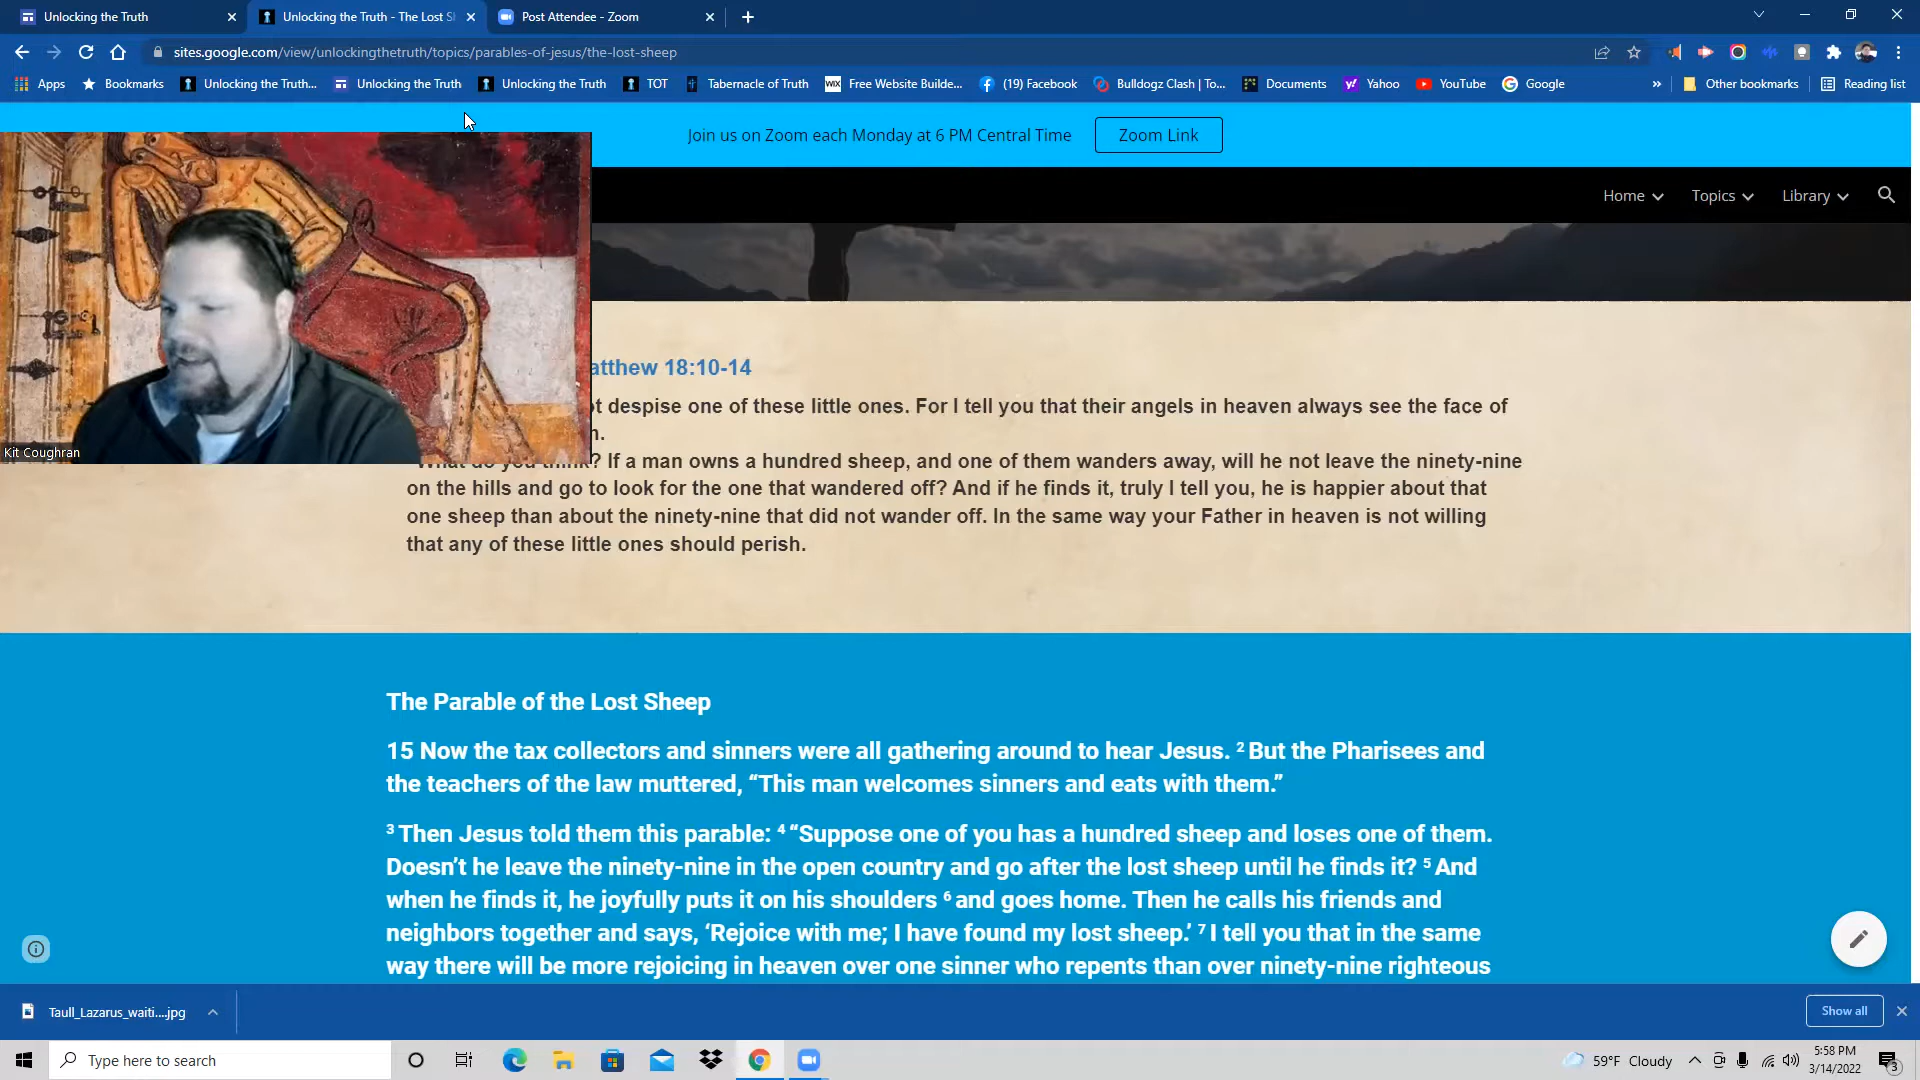 Unlocking the Truth
Unlocking the Truth - The Lost Sh
Post Attendee - Zoom
sites.google.com/view/unlockingthetruth/topics/parables-of-jesus/the-lost-sheep
Apps
Bookmarks
Unlocking the Truth...
Unlocking the Truth
Unlocking the Truth
TOT
Tabernacle of Truth
WIX Free Website Builde...
(19) Facebook
Bulldogz Clash | To...
Documents
Yahoo
YouTube
Google
»
Other bookmarks
Reading list
Join us on Zoom each Monday at 6 PM Central Time
Zoom Link
Home
Topics
Library
Kit Coughran
atthew 18:10-14
t despise one of these little ones. For I tell you that their angels in heaven always see the face of
n.
"What do you think? If a man owns a hundred sheep, and one of them wanders away, will he not leave the ninety-nine
on the hills and go to look for the one that wandered off? And if he finds it, truly I tell you, he is happier about that
one sheep than about the ninety-nine that did not wander off. In the same way your Father in heaven is not willing
that any of these little ones should perish.
The Parable of the Lost Sheep
15 Now the tax collectors and sinners were all gathering around to hear Jesus. 2 But the Pharisees and
the teachers of the law muttered, “This man welcomes sinners and eats with them.”
3 Then Jesus told them this parable: 4 “Suppose one of you has a hundred sheep and loses one of them.
Doesn’t he leave the ninety-nine in the open country and go after the lost sheep until he finds it? 5 And
when he finds it, he joyfully puts it on his shoulders 6 and goes home. Then he calls his friends and
neighbors together and says, ‘Rejoice with me; I have found my lost sheep.’ 7 I tell you that in the same
way there will be more rejoicing in heaven over one sinner who repents than over ninety-nine righteous
Taull_Lazarus_waiti....jpg
Show all
Type here to search
59°F Cloudy
5:58 PM
3/14/2022
3